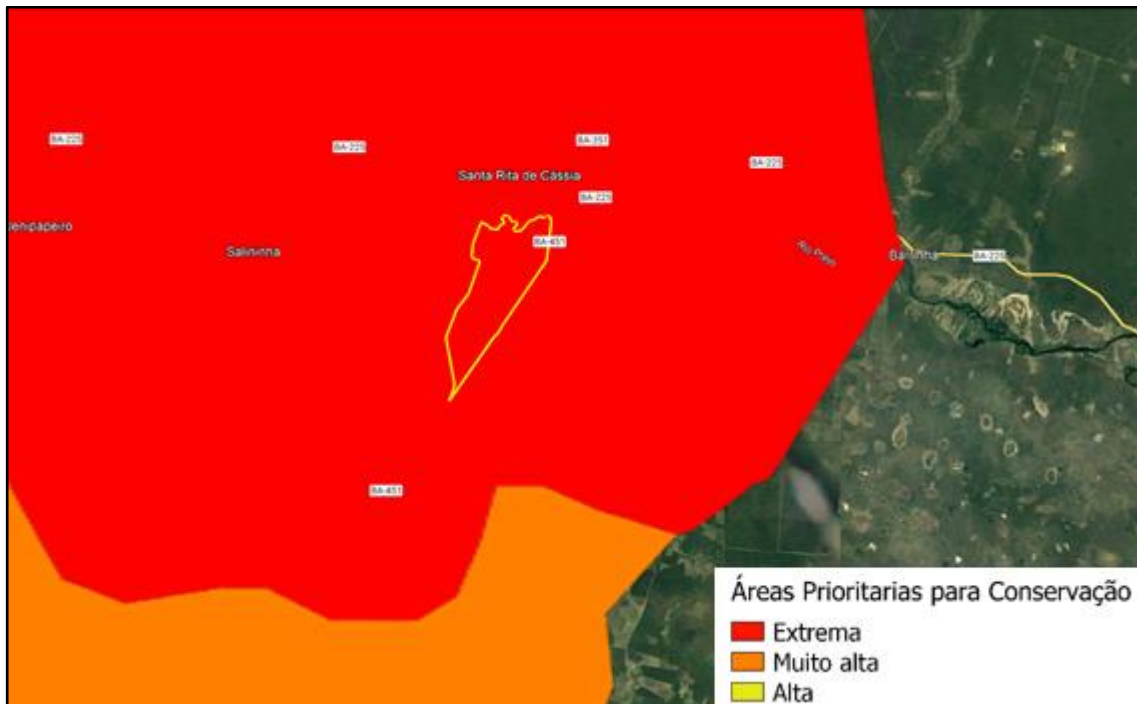 BA-225
BA-225
BA-351
BA-225
Santa Rita de Cássia
BA-225
enipapeiro
Salininha
BA-451
Rio Preto
BA-225
BA-451
Áreas Prioritarias para Conservação
Extrema
Muito alta
Alta